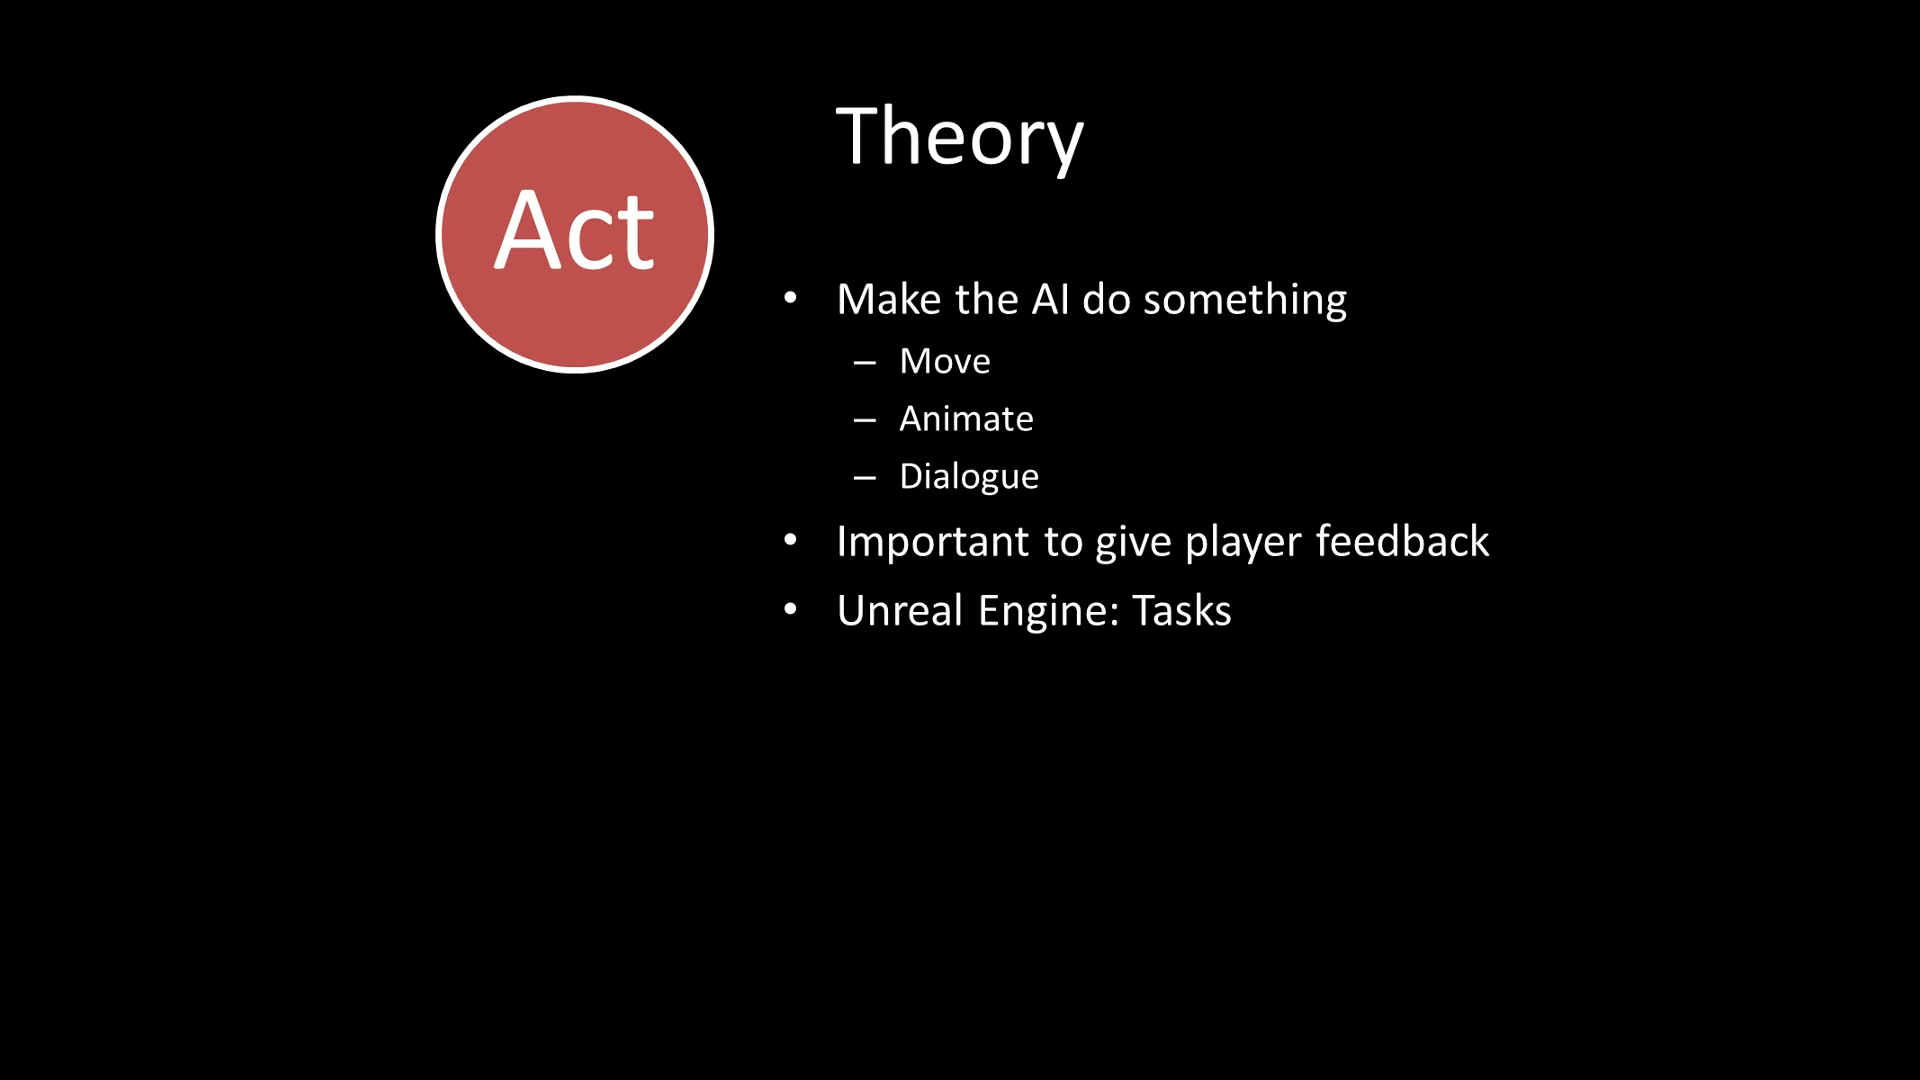 Act
Theory
• Make the AI do something
– Move
– Animate
– Dialogue
• Important to give player feedback
• Unreal Engine: Tasks